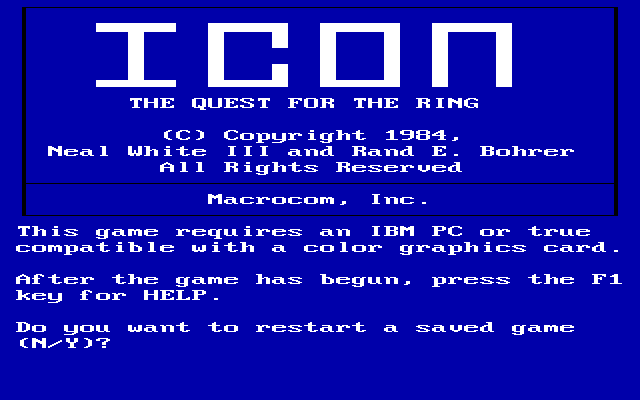 ICON
THE QUEST FOR THE RING
(C) Copyright 1984,
Neal White III and Rand E. Bohrer
All Rights Reserved
Macrocom, Inc.
This game requires an IBM PC or true
compatible with a color graphics card.
After the game has begun, press the F1
key for HELP.
Do you want to restart a saved game
(N/Y)?